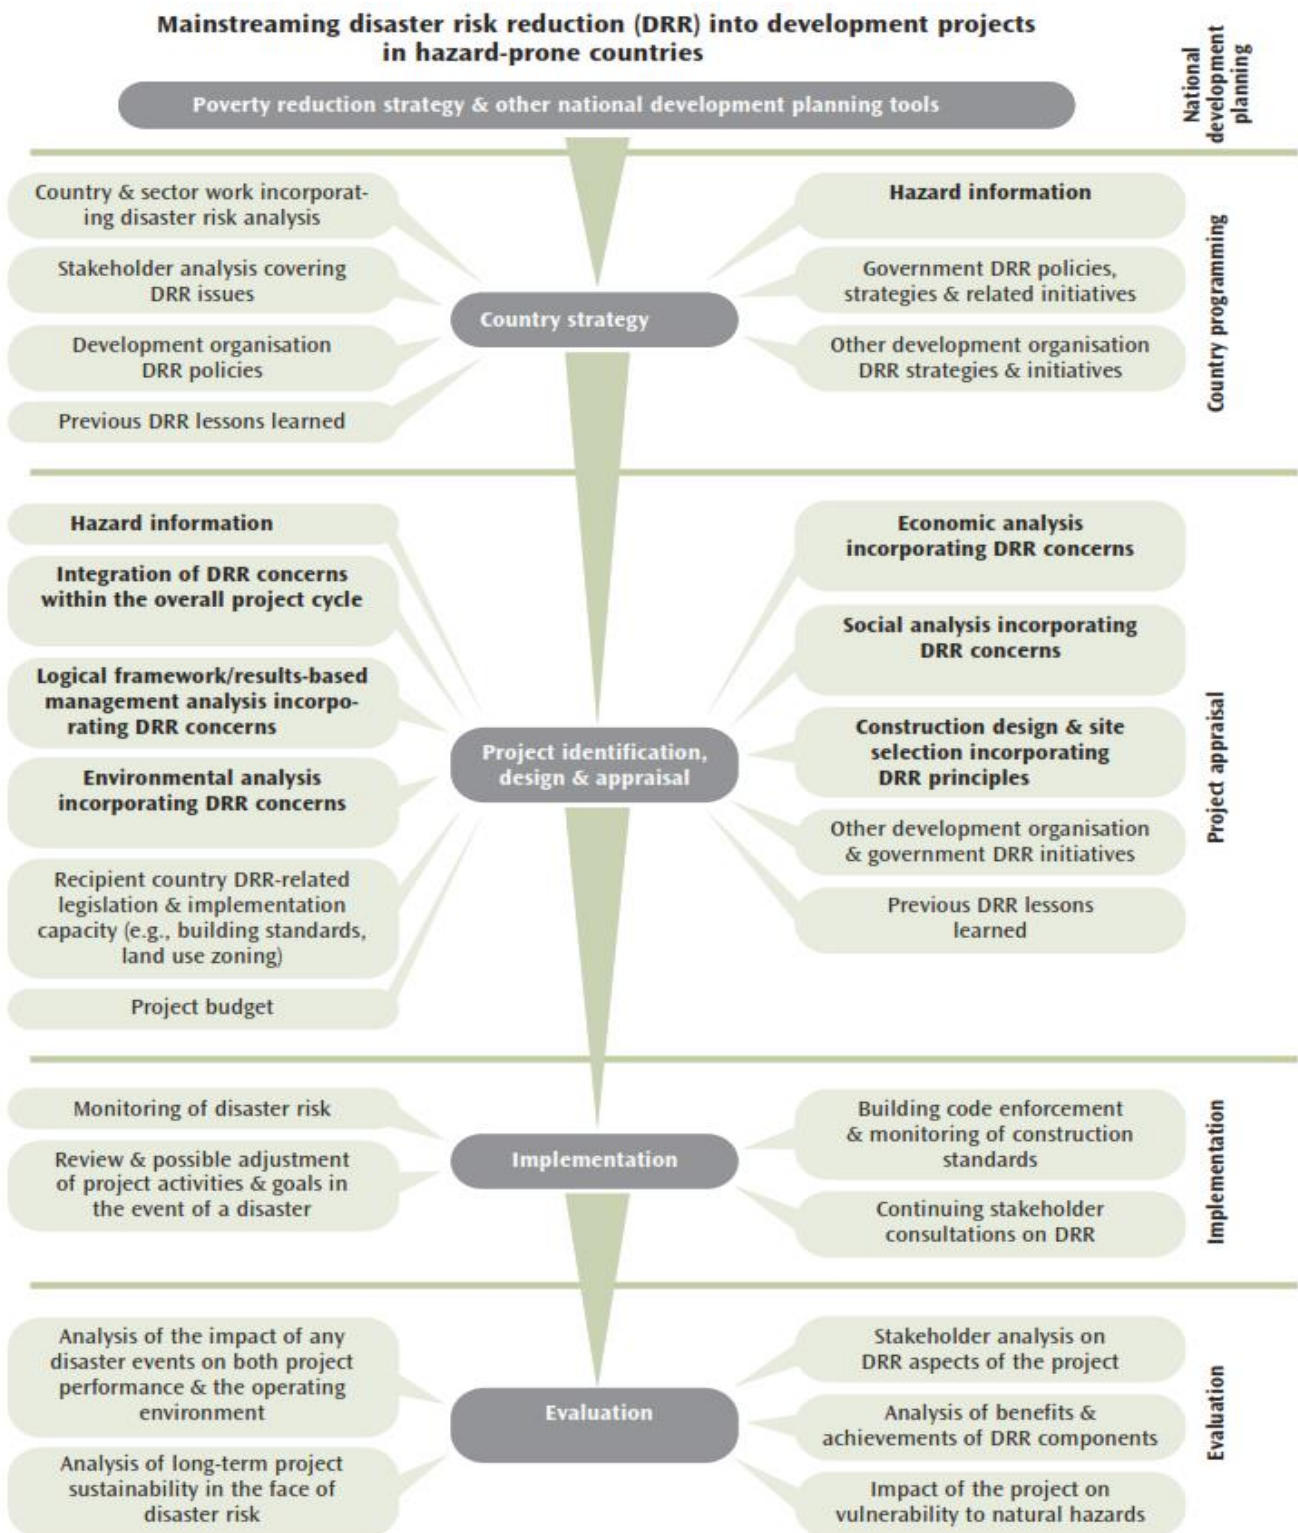 Mainstreaming disaster risk reduction (DRR) into development projects
in hazard-prone countries
National
development
planning
Poverty reduction strategy & other national development planning tools
Country & sector work incorporat-
ing disaster risk analysis
Stakeholder analysis covering
DRR issues
Development organisation
DRR policies
Previous DRR lessons learned
Country strategy
Hazard information
Government DRR policies,
strategies & related initiatives
Other development organisation
DRR strategies & initiatives
Country programming
Hazard information
Integration of DRR concerns
within the overall project cycle
Logical framework/results-based
management analysis incorpo-
rating DRR concerns
Environmental analysis
incorporating DRR concerns
Recipient country DRR-related
legislation & implementation
capacity (e.g., building standards,
land use zoning)
Project budget
Project identification,
design & appraisal
Economic analysis
incorporating DRR concerns
Social analysis incorporating
DRR concerns
Construction design & site
selection incorporating
DRR principles
Other development organisation
& government DRR initiatives
Previous DRR lessons
learned
Project appraisal
Monitoring of disaster risk
Review & possible adjustment
of project activities & goals in
the event of a disaster
Implementation
Building code enforcement
& monitoring of construction
standards
Continuing stakeholder
consultations on DRR
Implementation
Analysis of the impact of any
disaster events on both project
performance & the operating
environment
Analysis of long-term project
sustainability in the face of
disaster risk
Evaluation
Stakeholder analysis on
DRR aspects of the project
Analysis of benefits &
achievements of DRR components
Impact of the project on
vulnerability to natural hazards
Evaluation